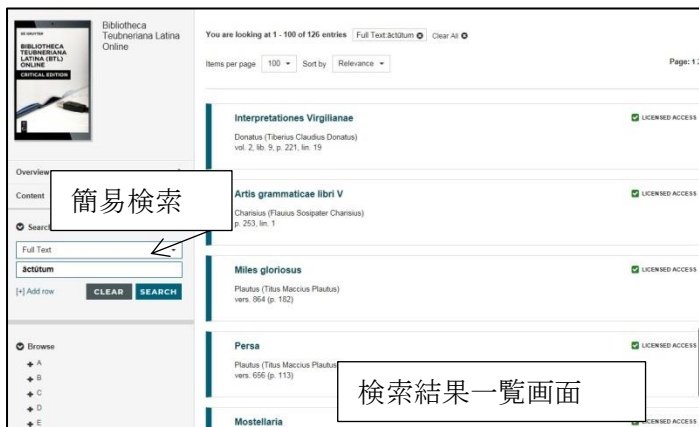 DE GRUYTER
BIBLIOTHECA
TEUBNERIANA
LATINA (BTL)
ONLINE
CRITICAL EDITION
Bibliotheca
Teubneriana Latina
Online
Overview
Content
Search
Full Text
āctūtum
[+] Add row
CLEAR
SEARCH
Browse
A
B
C
D
E
簡易検索
You are looking at 1 - 100 of 126 entries
Full Text:āctūtum
Clear All
Items per page
100
Sort by
Relevance
Page: 1
Interpretationes Virgilianae
LICENSED ACCESS
Donatus (Tiberius Claudius Donatus)
vol. 2, lib. 9, p. 221, lin. 19
Artis grammaticae libri V
LICENSED ACCESS
Charisius (Flauius Sosipater Charisius)
p. 253, lin. 1
Miles gloriosus
LICENSED ACCESS
Plautus (Titus Maccius Plautus)
vers. 864 (p. 182)
Persa
LICENSED ACCESS
Plautus (Titus Maccius Plautus
vers. 656 (p. 113)
検索結果一覧画面
Mostellaria
LICENSED ACCESS